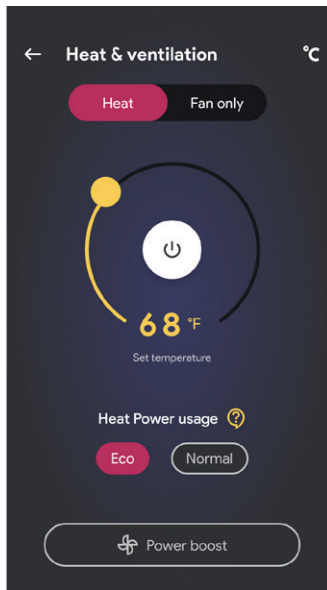 Heat & ventilation °C
Heat Fan only
68 °F
Set temperature
Heat Power usage ?
Eco Normal
Power boost